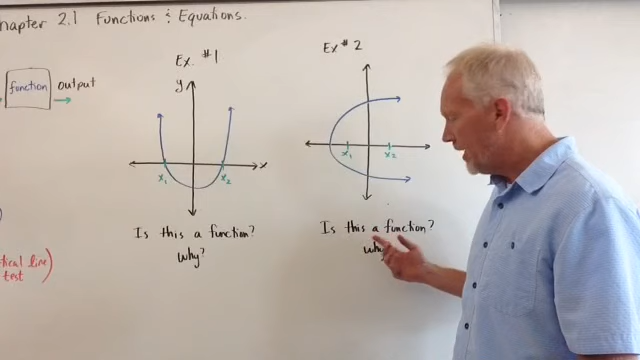 hapter 2.1 Functions & Equations.
function
output
tical line)
test
Ex. #1
y
x
x₁
x₂
Is this a function?
Why?
Ex #2
x₁
x₂
Is this a function?
Why